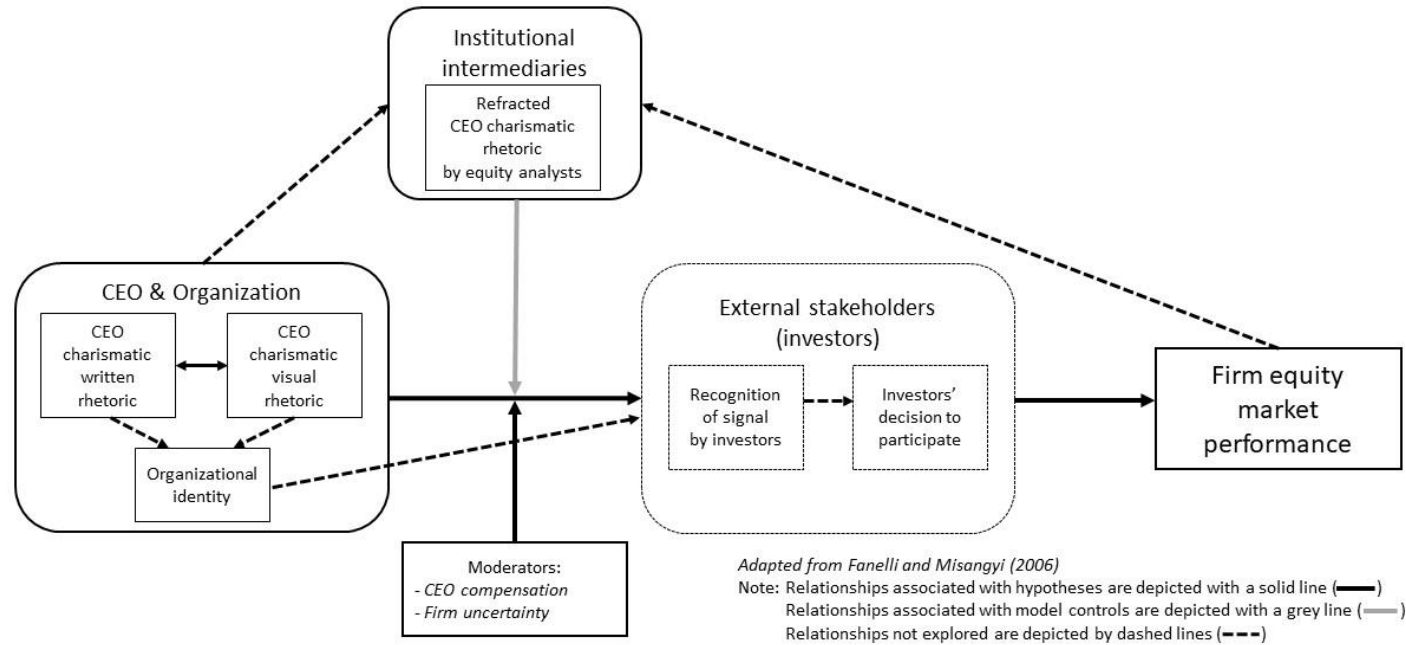 Institutional
intermediaries
Refracted
CEO charismatic
rhetoric
by equity analysts
CEO & Organization
CEO
charismatic
written
rhetoric
CEO
charismatic
visual
rhetoric
Organizational
identity
External stakeholders
(investors)
Recognition
of signal
by investors
Investors’
decision to
participate
Firm equity
market
performance
Moderators:
- CEO compensation
- Firm uncertainty
Adapted from Fanelli and Misangyi (2006)
Note: Relationships associated with hypotheses are depicted with a solid line ( )
Relationships associated with model controls are depicted with a grey line ( )
Relationships not explored are depicted by dashed lines ( )